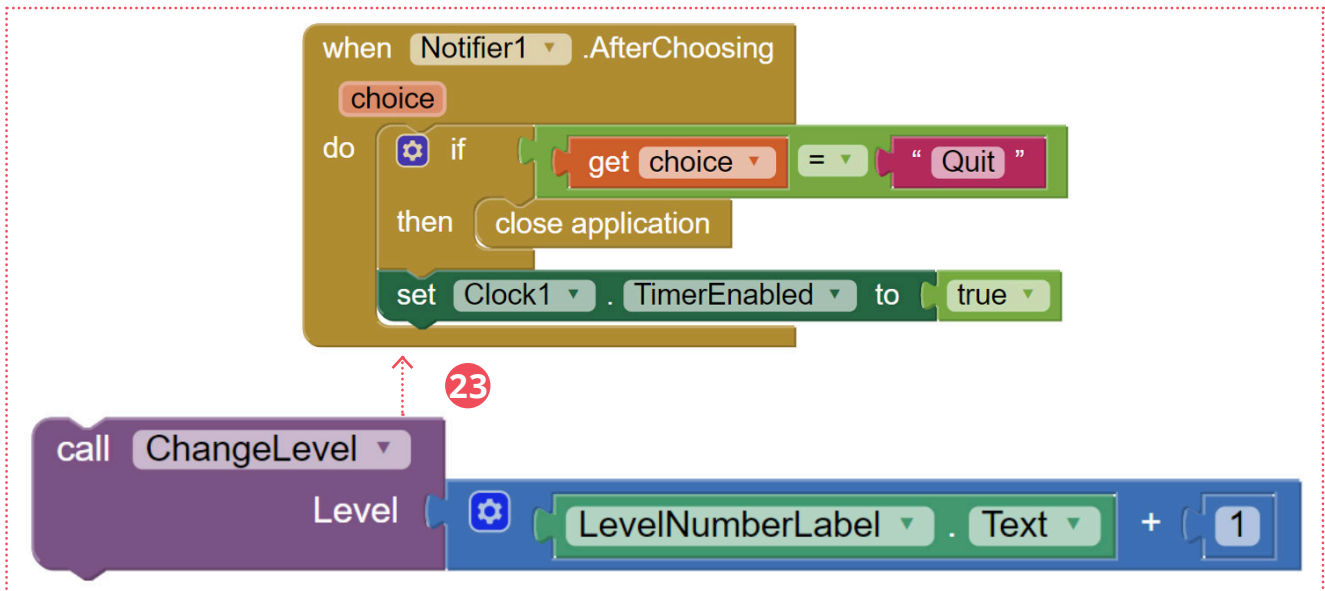 when Notifier1 .AfterChoosing
choice
do if get choice = “ Quit ”
then close application
set Clock1 . TimerEnabled to true
23
call ChangeLevel
Level LevelNumberLabel . Text + 1